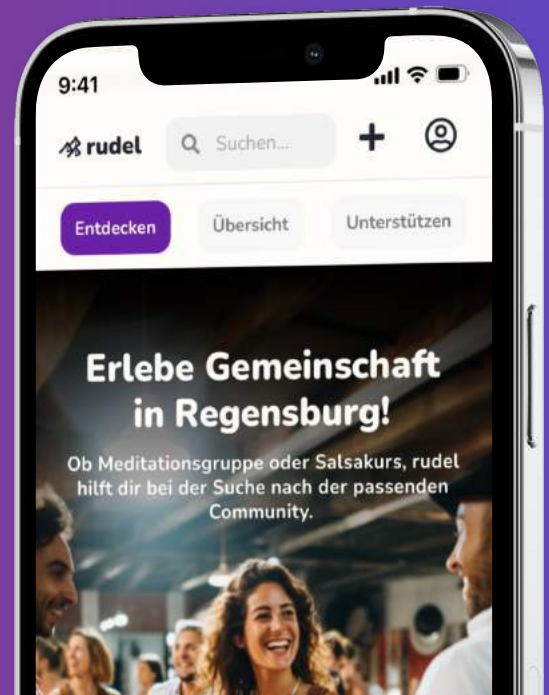 9:41
rudel
Suchen...
Entdecken
Übersicht
Unterstützen
Erlebe Gemeinschaft
in Regensburg!
Ob Meditationsgruppe oder Salsakurs, rudel
hilft dir bei der Suche nach der passenden
Community.